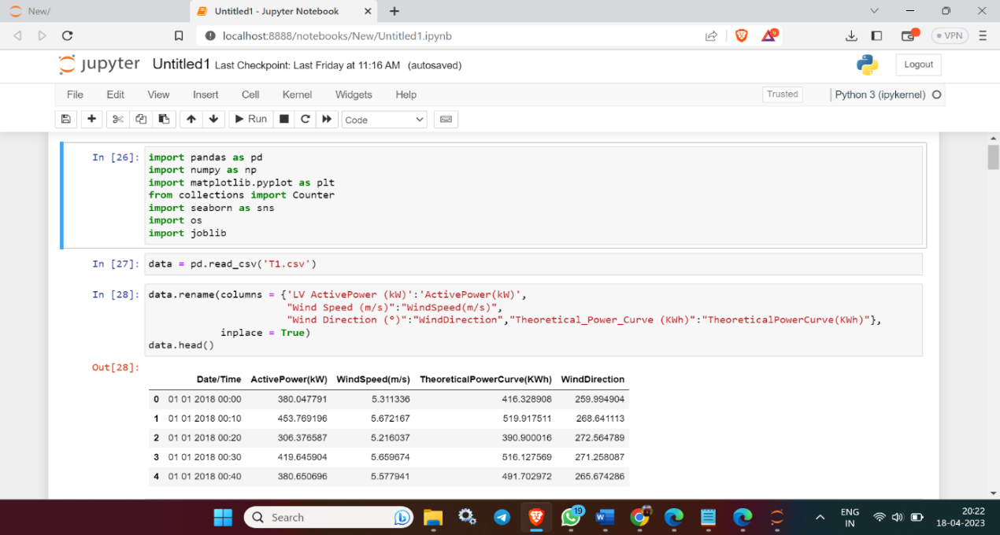 New/
Untitled1 - Jupyter Notebook
localhost:8888/notebooks/New/Untitled1.ipynb
9
VPN
jupyter Untitled1 Last Checkpoint: Last Friday at 11:16 AM (autosaved)
Logout
File Edit View Insert Cell Kernel Widgets Help
Trusted
Python 3 (ipykernel)
Run
Code
In [26]: import pandas as pd
import numpy as np
import matplotlib.pyplot as plt
from collections import Counter
import seaborn as sns
import os
import joblib
In [27]: data = pd.read_csv('T1.csv')
In [28]: data.rename(columns = {'LV ActivePower (kW)':'ActivePower(kW)',
"Wind Speed (m/s)":"WindSpeed(m/s)",
"Wind Direction (°)":"WindDirection","Theoretical_Power_Curve (KWh)":"TheoreticalPowerCurve(KWh)"},
inplace = True)
data.head()
Out[28]:
Date/Time ActivePower(kW) WindSpeed(m/s) TheoreticalPowerCurve(KWh) WindDirection
0 01 01 2018 00:00 380.047791 5.311336 416.328908 259.994904
1 01 01 2018 00:10 453.769196 5.672167 519.917511 268.641113
2 01 01 2018 00:20 306.376587 5.216037 390.900016 272.564789
3 01 01 2018 00:30 419.645904 5.659674 516.127569 271.258087
4 01 01 2018 00:40 380.650696 5.577941 491.702972 265.674286
Search
19
ENG
IN
20:22
18-04-2023